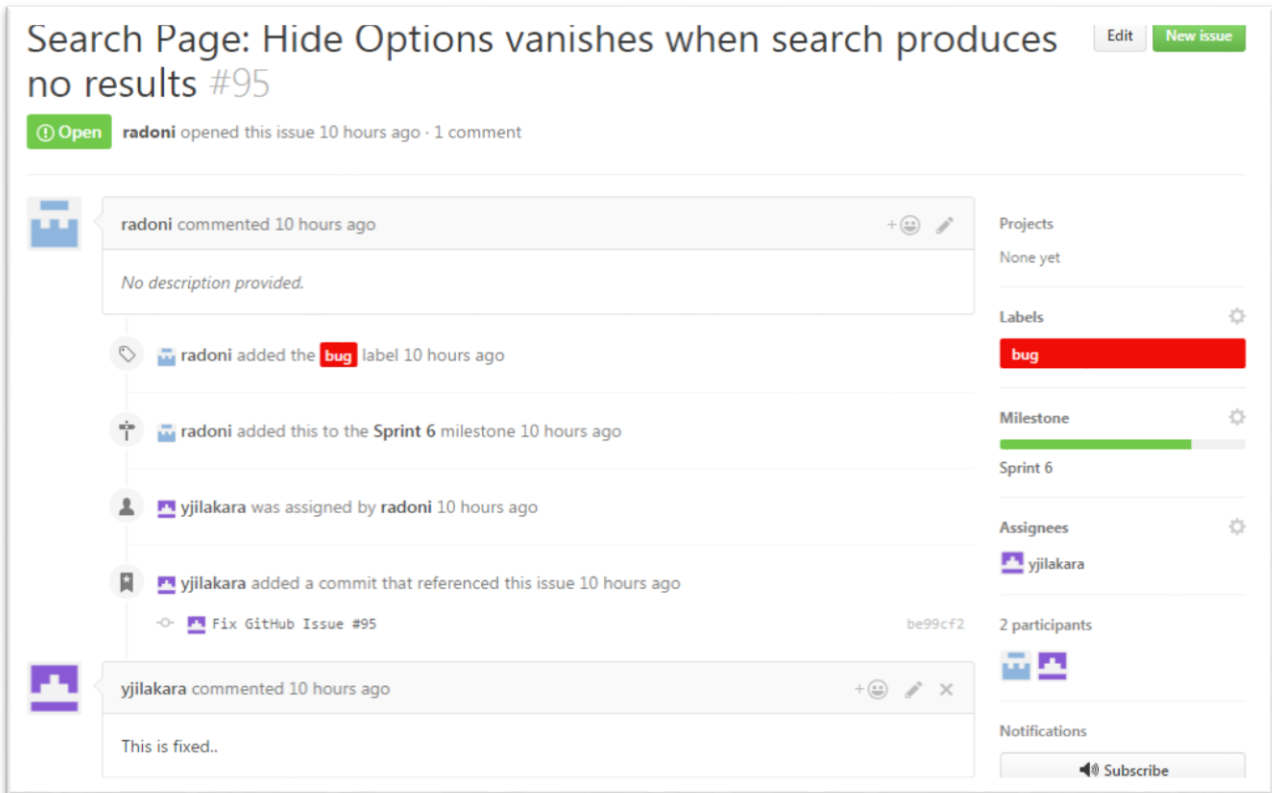 Search Page: Hide Options vanishes when search produces
no results #95
Edit
New issue
Open
radoni opened this issue 10 hours ago · 1 comment
radoni commented 10 hours ago
No description provided.
radoni added the bug label 10 hours ago
radoni added this to the Sprint 6 milestone 10 hours ago
yjilakara was assigned by radoni 10 hours ago
yjilakara added a commit that referenced this issue 10 hours ago
Fix GitHub Issue #95 be99cf2
yjilakara commented 10 hours ago
This is fixed..
Projects
None yet
Labels
bug
Milestone
Sprint 6
Assignees
yjilakara
2 participants
Notifications
Subscribe